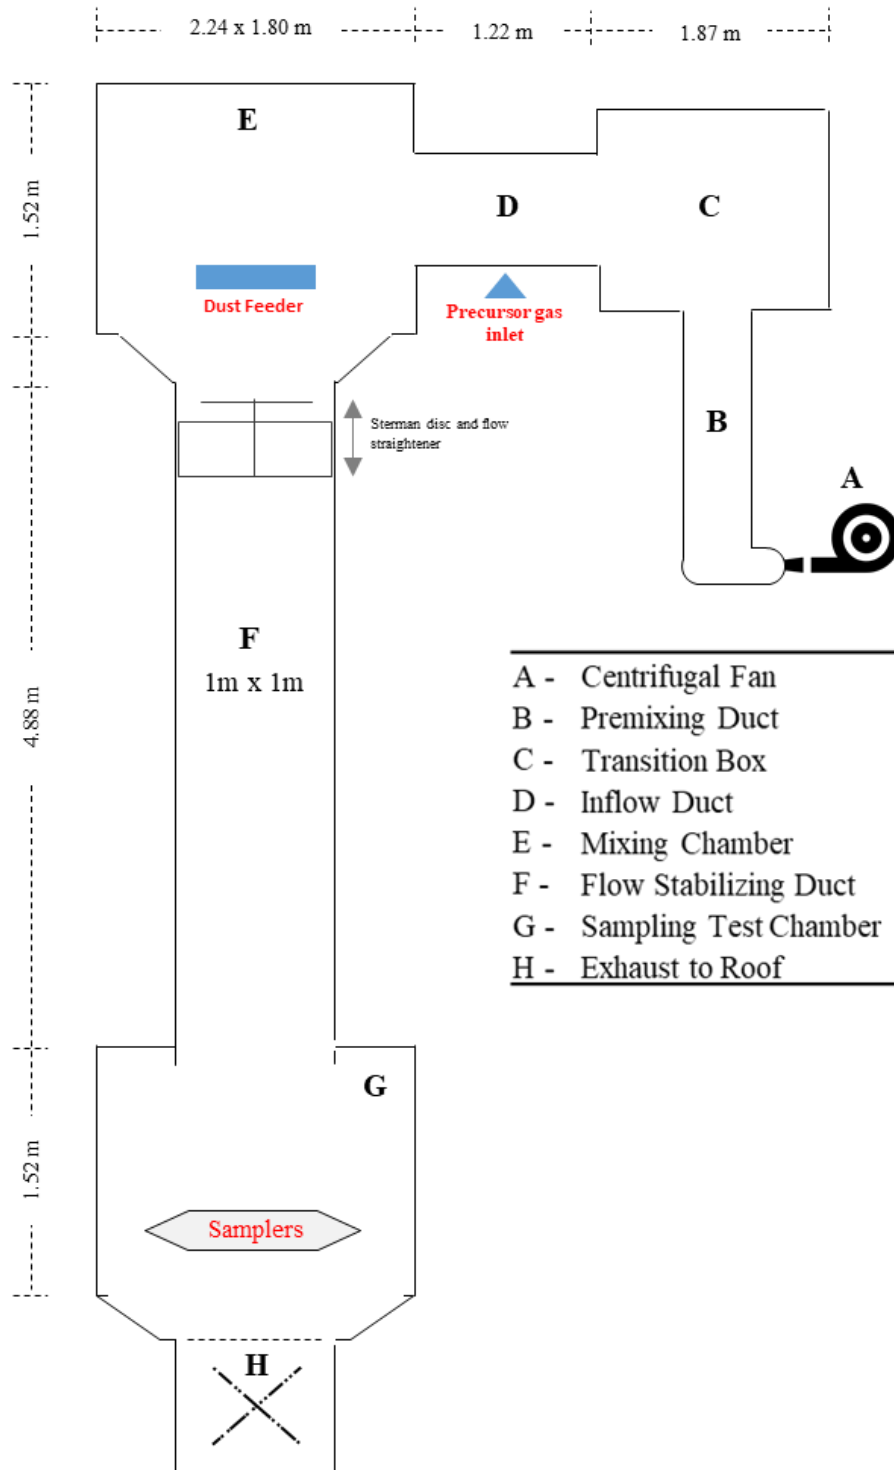 2.24 x 1.80 m
1.22 m
1.87 m
E
1.52 m
D
C
Dust Feeder
Precursor gas
inlet
Sterman disc and flow
straightener
B
A
F
1m x 1m
4.88 m
A - Centrifugal Fan
B - Premixing Duct
C - Transition Box
D - Inflow Duct
E - Mixing Chamber
F - Flow Stabilizing Duct
G - Sampling Test Chamber
H - Exhaust to Roof
G
1.52 m
Samplers
H